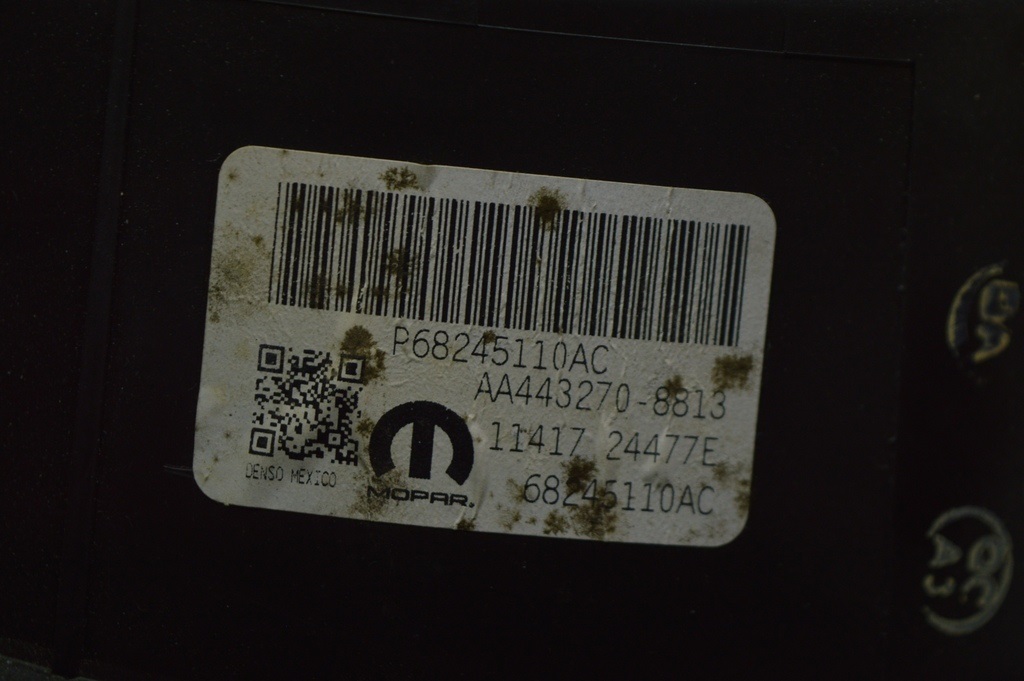 P68245110AC
AA443270-8813
11417 24477E
68245110AC
DENSO MEXICO
MOPAR.